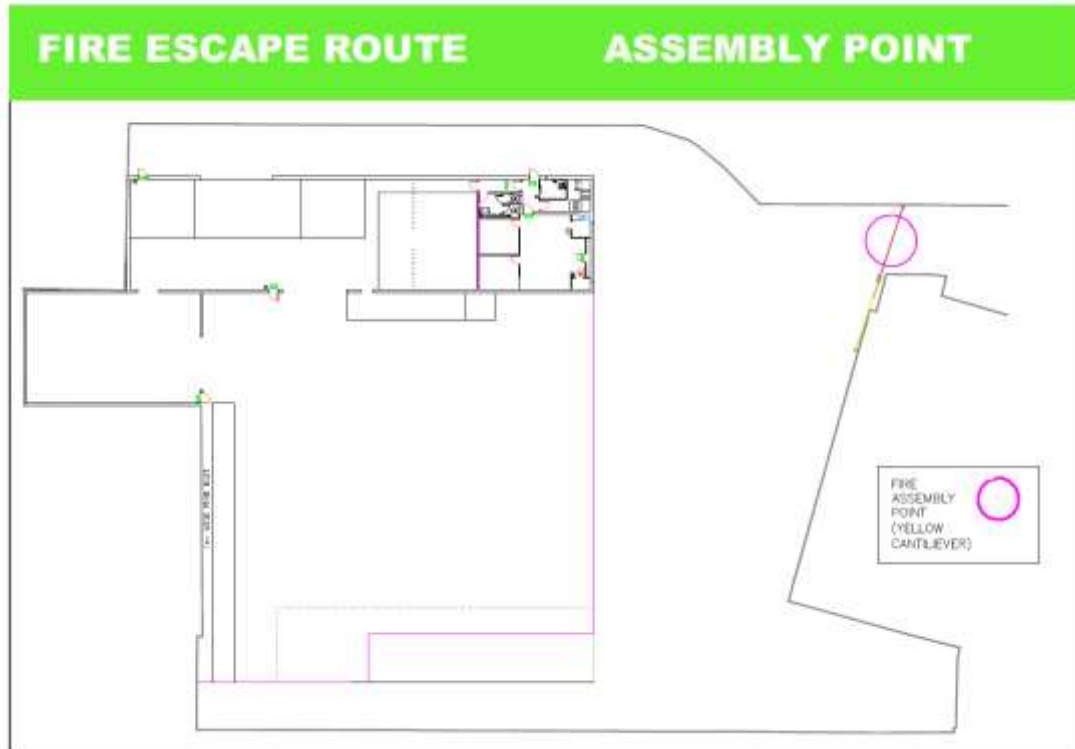 FIRE ESCAPE ROUTE ASSEMBLY POINT
FIRE
ASSEMBLY
POINT
(YELLOW
CANTILIEVER)